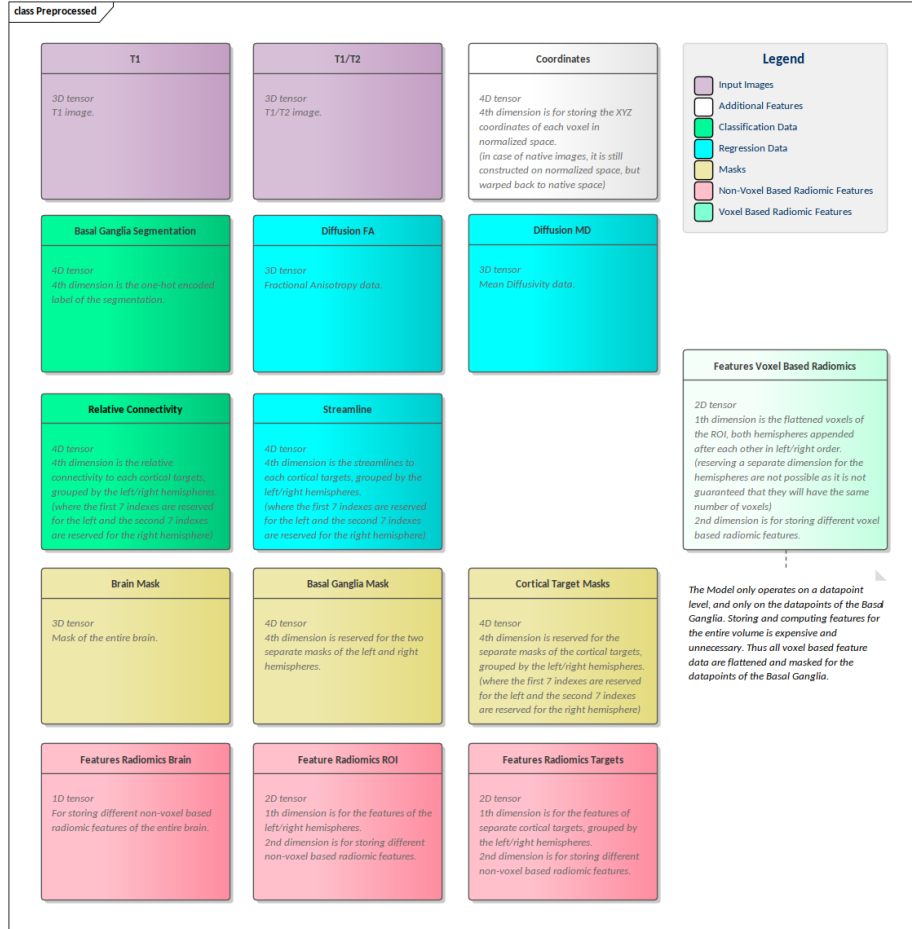 class Preprocessed
T1
3D tensor
T1 image.
T1/T2
3D tensor
T1/T2 image.
Coordinates
4D tensor
4th dimension is for storing the XYZ
coordinates of each voxel in
normalized space.
(in case of native images, it is still
constructed on normalized space, but
warped back to native space)
Legend
Input Images
Additional Features
Classification Data
Regression Data
Masks
Non-Voxel Based Radiomic Features
Voxel Based Radiomic Features
Basal Ganglia Segmentation
4D tensor
4th dimension is the one-hot encoded
label of the segmentation.
Diffusion FA
3D tensor
Fractional Anisotropy data.
Diffusion MD
3D tensor
Mean Diffusivity data.
Features Voxel Based Radiomics
2D tensor
1th dimension is the flattened voxels of
the ROI, both hemispheres appended
after each other in left/right order.
(reserving a separate dimension for the
hemispheres are not possible as it is not
guaranteed that they will have the same
number of voxels)
2nd dimension is for storing different voxel
based radiomic features.
Relative Connectivity
4D tensor
4th dimension is the relative
connectivity to each cortical targets,
grouped by the left/right hemispheres.
(where the first 7 indexes are reserved
for the left and the second 7 indexes
are reserved for the right hemisphere)
Streamline
4D tensor
4th dimension is the streamlines to
each cortical targets, grouped by the
left/right hemispheres.
(where the first 7 indexes are reserved
for the left and the second 7 indexes
are reserved for the right hemisphere)
Brain Mask
3D tensor
Mask of the entire brain.
Basal Ganglia Mask
4D tensor
4th dimension is reserved for the two
separate masks of the left and right
hemispheres.
Cortical Target Masks
4D tensor
4th dimension is reserved for the
separate masks of the cortical targets,
grouped by the left/right hemispheres.
(where the first 7 indexes are reserved
for the left and the second 7 indexes
are reserved for the right hemisphere)
The Model only operates on a datapoint
level, and only on the datapoints of the Basal
Ganglia. Storing and computing features for
the entire volume is expensive and
unnecessary. Thus all voxel based feature
data are flattened and masked for the
datapoints of the Basal Ganglia.
Features Radiomics Brain
1D tensor
For storing different non-voxel based
radiomic features of the entire brain.
Feature Radiomics ROI
2D tensor
1th dimension is for the features of the
left/right hemispheres.
2nd dimension is for storing different
non-voxel based radiomic features.
Features Radiomics Targets
2D tensor
1th dimension is for the features of
separate cortical targets, grouped by
the left/right hemispheres.
2nd dimension is for storing different
non-voxel based radiomic features.